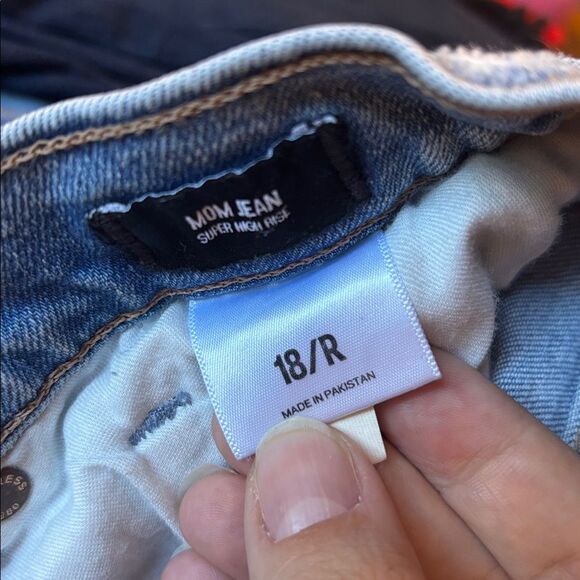 MOM JEAN
SUPER HIGH RISE
18/R
MADE IN PAKISTAN